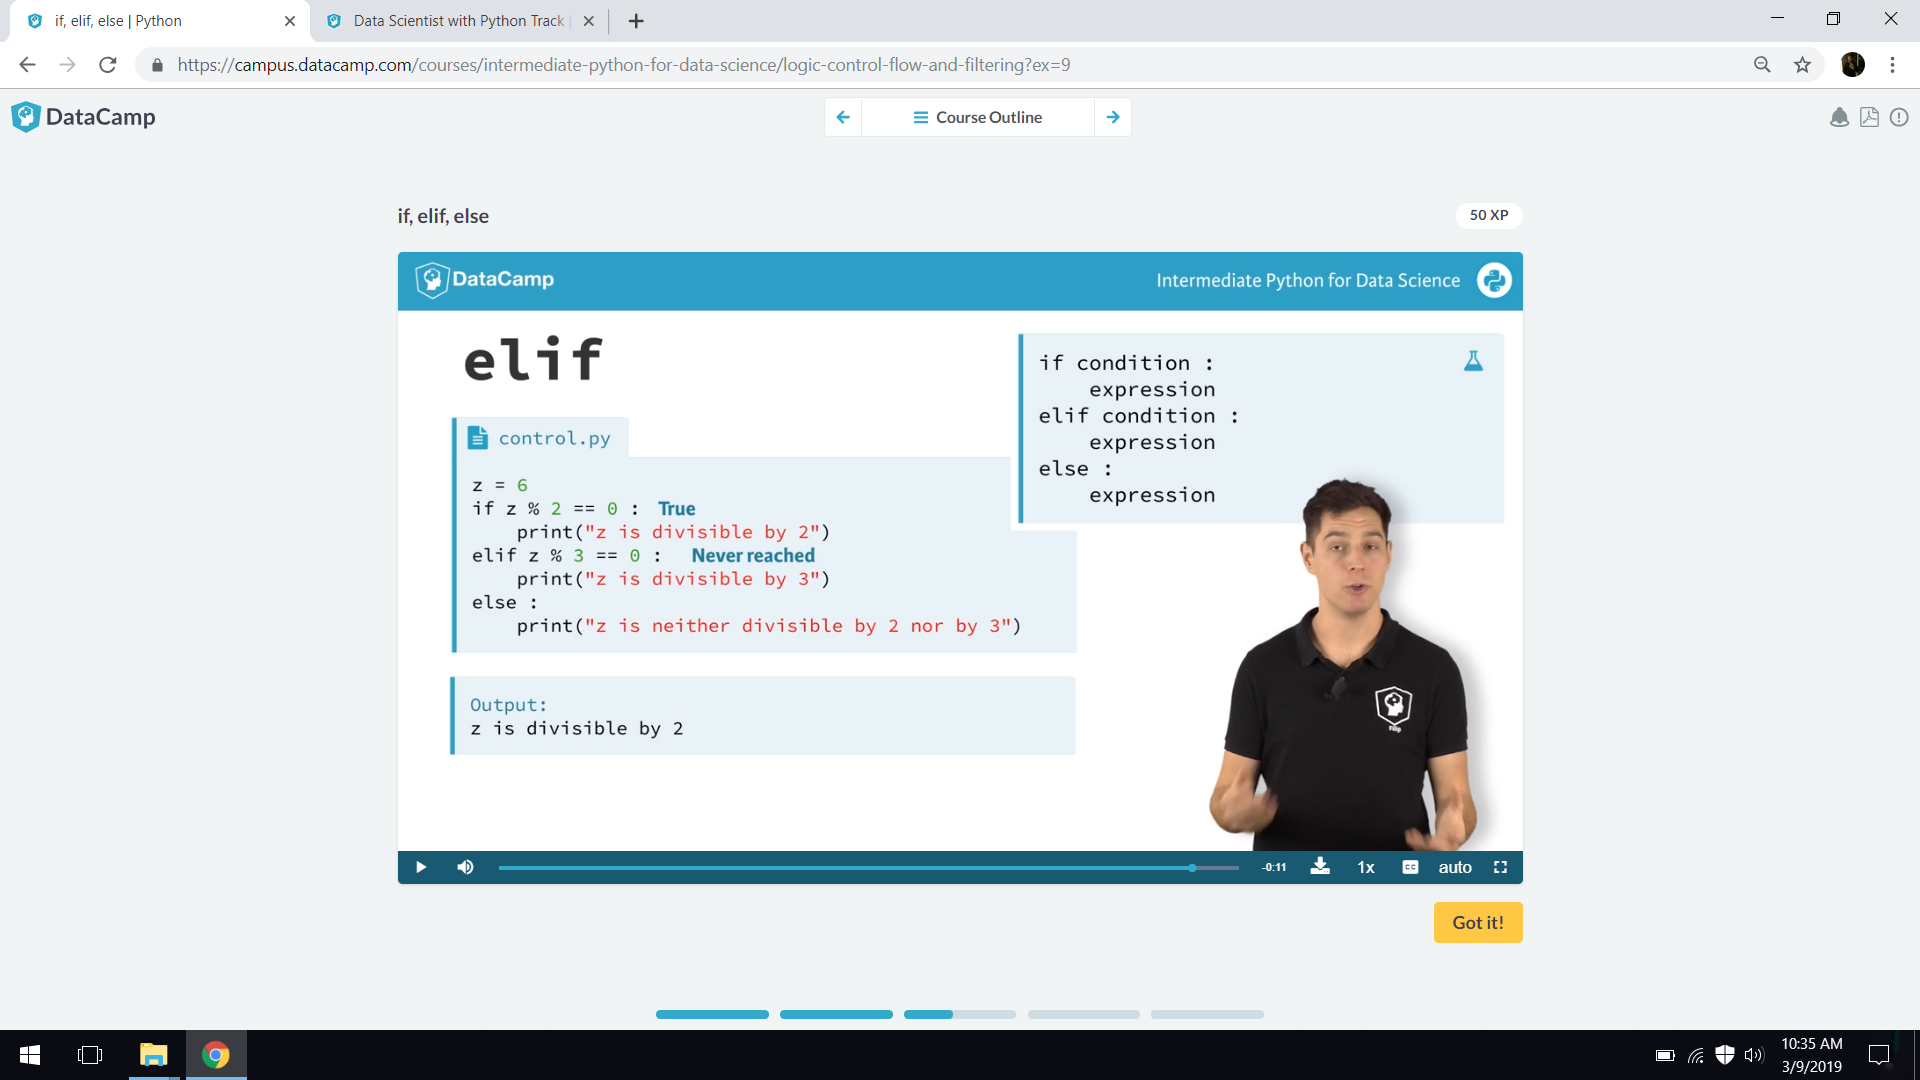 if, elif, else | Python
Data Scientist with Python Track
https://campus.datacamp.com/courses/intermediate-python-for-data-science/logic-control-flow-and-filtering?ex=9
DataCamp
Course Outline
if, elif, else
50 XP
DataCamp
Intermediate Python for Data Science
elif
if condition :
    expression
elif condition :
    expression
else :
    expression
control.py
z = 6
if z % 2 == 0 : True
    print("z is divisible by 2")
elif z % 3 == 0 : Never reached
    print("z is divisible by 3")
else :
    print("z is neither divisible by 2 nor by 3")
Output:
z is divisible by 2
Filip
-0:11
1x
CC
auto
Got it!
10:35 AM
3/9/2019